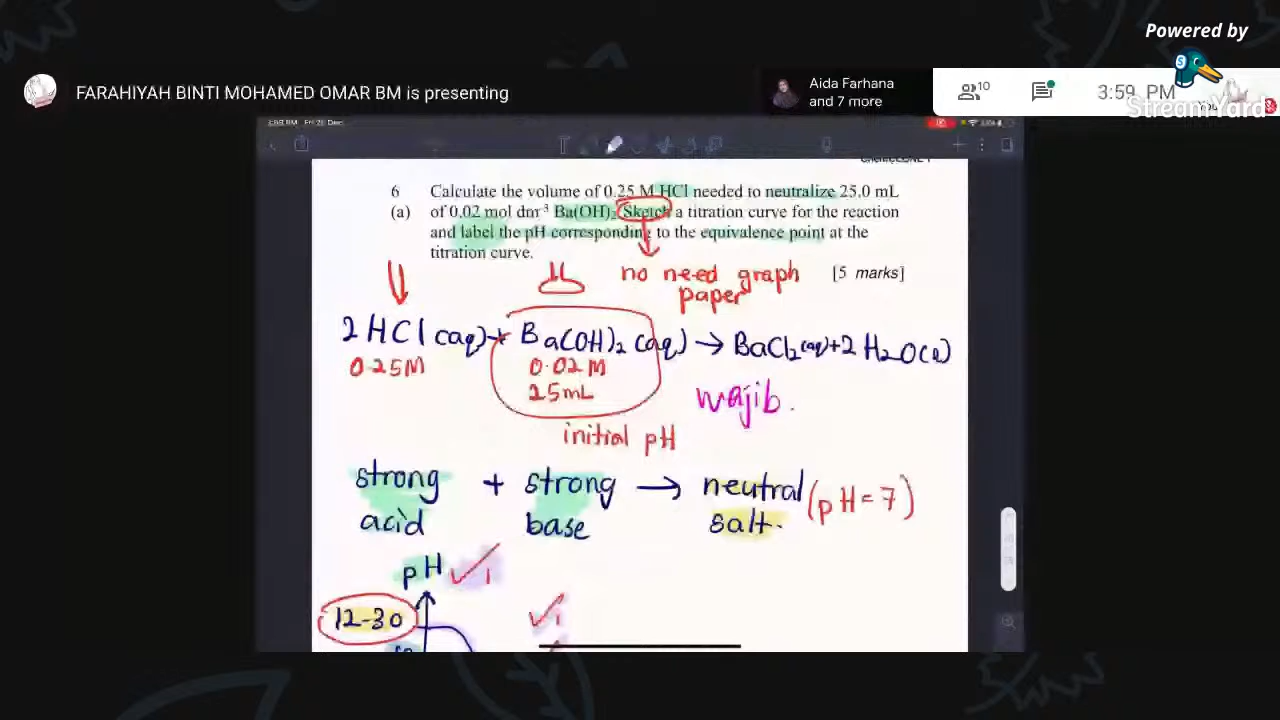 Powered by
StreamYard
FARAHIYAH BINTI MOHAMED OMAR BM is presenting
Aida Farhana
and 7 more
10
3:59 PM
6 Calculate the volume of 0.25 M HCl needed to neutralize 25.0 mL
(a) of 0.02 mol dm⁻³ Ba(OH)₂. Sketch a titration curve for the reaction
and label the pH corresponding to the equivalence point at the
titration curve.
[5 marks]
no need graph
paper
2HCl (aq) + Ba(OH)₂ (aq) → BaCl₂ (aq) + 2 H₂O(l)
0.25M 0.02M
25mL
wajib.
initial pH
strong + strong → neutral (pH = 7)
acid base salt.
pH ✓1
12-30 ✓1